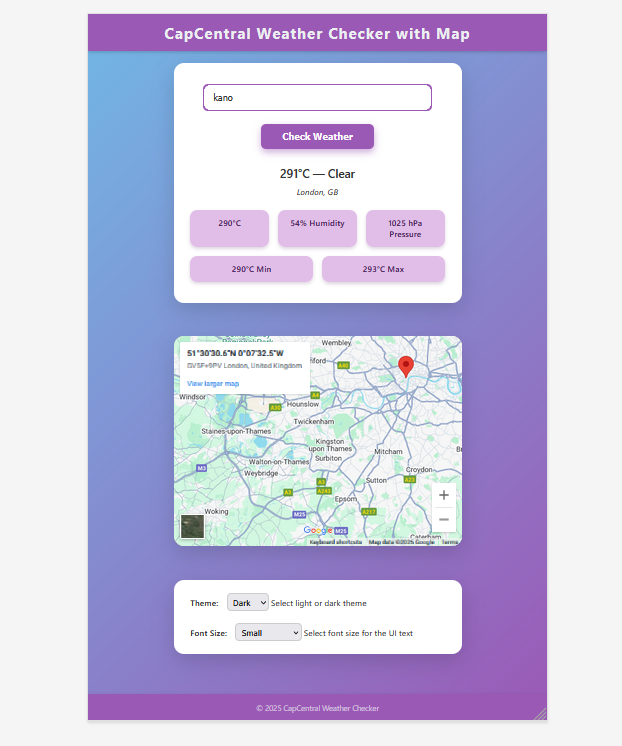 CapCentral Weather Checker with Map
kano
Check Weather
291°C — Clear
London, GB
290°C
54% Humidity
1025 hPa
Pressure
290°C Min
293°C Max
51°30'30.6"N 0°07'32.5"W
London, United Kingdom
View larger map
Wembley
A40
Windsor
A4
A30
Hounslow
Twickenham
Staines-upon-Thames
Kingston
upon Thames
Surbiton
Mitcham
Walton-on-Thames
Weybridge
Croydon
M3
Sutton
A23
A3
A3
A243
Epsom
Woking
M25
A217
Google
M25
Caterham
Keyboard shortcuts
Map data ©2025 Google
Terms
Theme:
Dark
Select light or dark theme
Font Size:
Small
Select font size for the UI text
© 2025 CapCentral Weather Checker